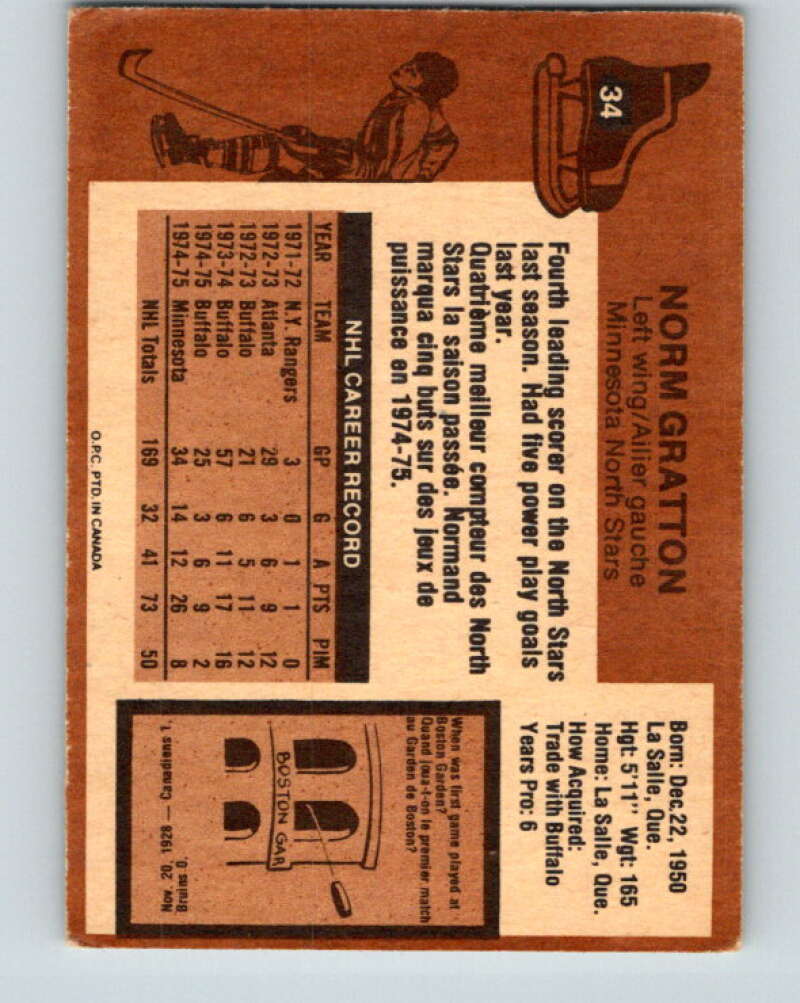 34
NORM GRATTON
Left wing/Ailier gauche
Minnesota North Stars
Fourth leading scorer on the North Stars
last season. Had five power play goals
last year.
Quatrième meilleur compteur des North
Stars la saison passée. Normand
marqua cinq buts sur des jeux de
puissance en 1974-75.
Born: Dec. 22, 1950
La Salle, Que.
Hgt: 5'11" Wgt: 165
Home: La Salle, Que.
How Acquired:
Trade with Buffalo
Years Pro: 6
NHL CAREER RECORD
YEAR TEAM GP G A PTS PIM
1971-72 N.Y. Rangers 3 0 1 1 0
1972-73 Atlanta 29 3 6 9 12
1972-73 Buffalo 21 6 5 11 12
1973-74 Buffalo 57 6 11 17 16
1974-75 Buffalo 25 3 6 9 2
1974-75 Minnesota 34 14 12 26 8
NHL Totals 169 32 41 73 50
When was first game played at
Boston Garden?
Quand joua-t-on le premier match
au Garden de Boston?
BOSTON GAR
Nov. 20, 1928 — Canadiens 1,
Bruins 0.
O.P.C. PTD. IN CANADA